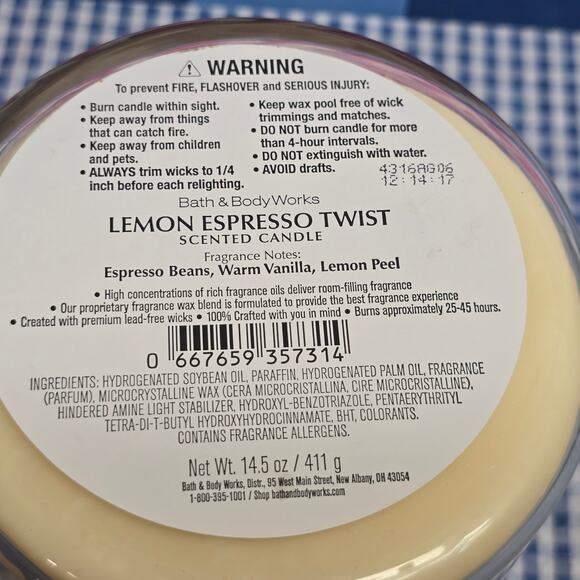 ⚠ WARNING
To prevent FIRE, FLASHOVER and SERIOUS INJURY:
• Burn candle within sight.
• Keep away from things
that can catch fire.
• Keep away from children
and pets.
• ALWAYS trim wicks to 1/4
inch before each relighting.
• Keep wax pool free of wick
trimmings and matches.
• DO NOT burn candle for more
than 4-hour intervals.
• DO NOT extinguish with water.
• AVOID drafts.
4316AG06
12:14:17
Bath & Body Works
LEMON ESPRESSO TWIST
SCENTED CANDLE
Fragrance Notes:
Espresso Beans, Warm Vanilla, Lemon Peel
• High concentrations of rich fragrance oils deliver room-filling fragrance
• Our proprietary fragrance wax blend is formulated to provide the best fragrance experience
• Created with premium lead-free wicks • 100% Crafted with you in mind • Burns approximately 25-45 hours.
0 667659 357314
INGREDIENTS: HYDROGENATED SOYBEAN OIL, PARAFFIN, HYDROGENATED PALM OIL, FRAGRANCE
(PARFUM), MICROCRYSTALLINE WAX (CERA MICROCRISTALLINA, CIRE MICROCRISTALLINE),
HINDERED AMINE LIGHT STABILIZER, HYDROXYL-BENZOTRIAZOLE, PENTAERYTHRITYL
TETRA-DI-T-BUTYL HYDROXYHYDROCINNAMATE, BHT, COLORANTS.
CONTAINS FRAGRANCE ALLERGENS.
Net Wt. 14.5 oz / 411 g
Bath & Body Works, Distr., 95 West Main Street, New Albany, OH 43054
1-800-395-1001 / Shop bathandbodyworks.com